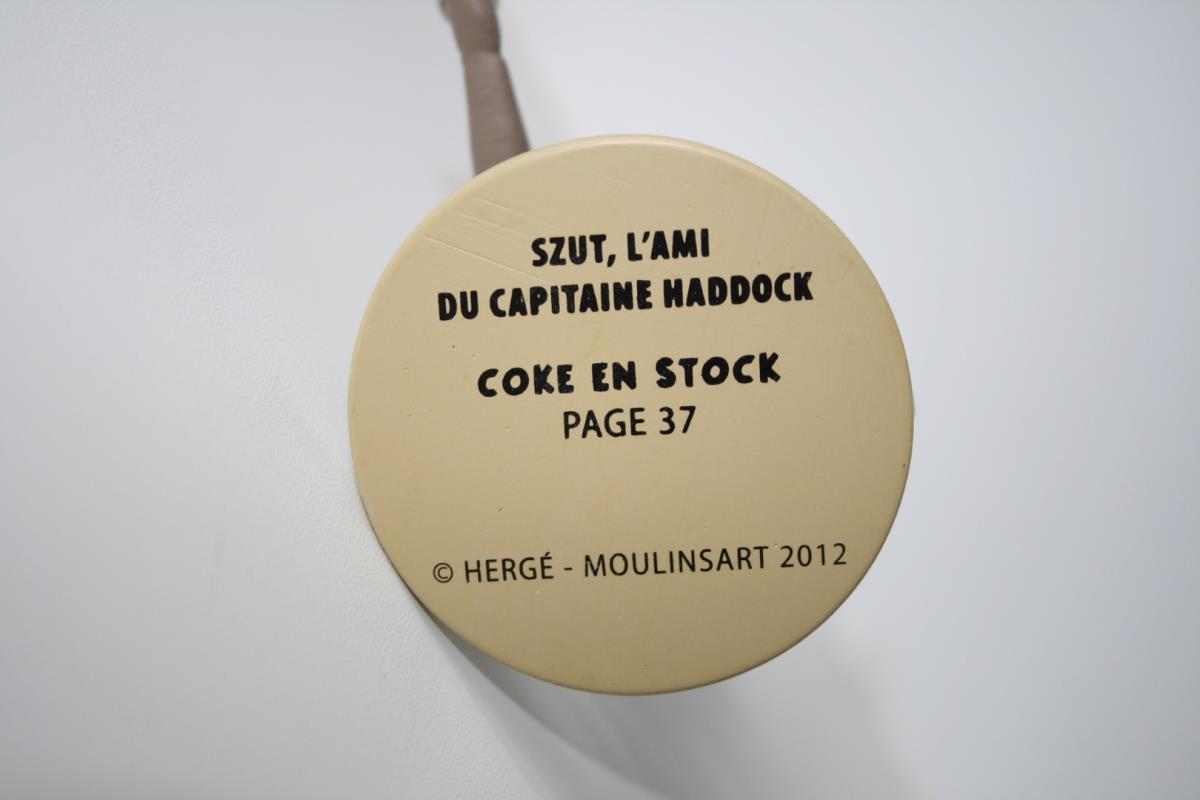 SZUT, L'AMI
DU CAPITAINE HADDOCK
COKE EN STOCK
PAGE 37
© HERGÉ - MOULINSART 2012